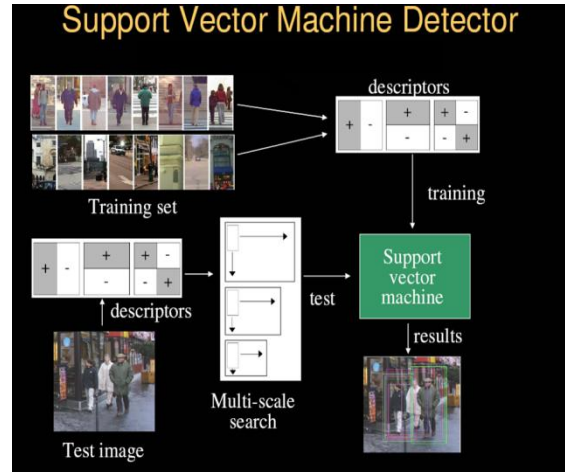 Support Vector Machine Detector
descriptors
+ - + - + - +
Training set
training
+ - + - + - +
descriptors
test
Support
vector
machine
results
Multi-scale
search
Test image